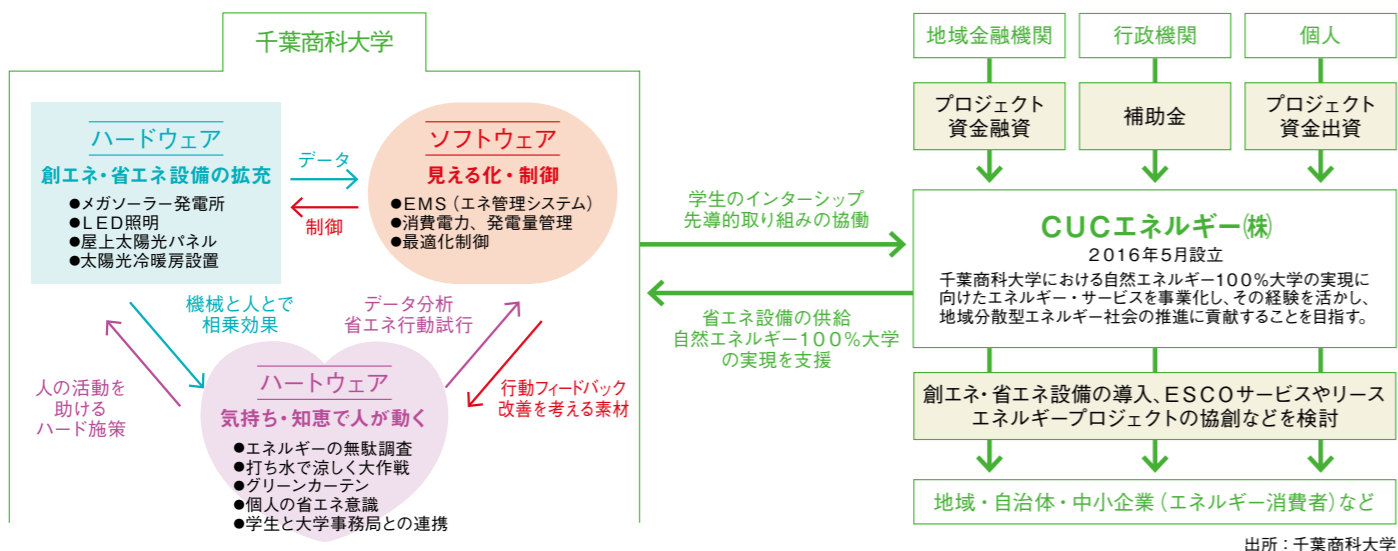 千葉商科大学
ハードウェア
創エネ・省エネ設備の拡充
●メガソーラー発電所
●LED照明
●屋上太陽光パネル
●太陽光冷暖房設置
データ
制御
ソフトウェア
見える化・制御
●EMS(エネ管理システム)
●消費電力、発電量管理
●最適化制御
機械と人とで
相乗効果
データ分析
省エネ行動試行
人の活動を
助ける
ハード施策
行動フィードバック
改善を考える素材
ハートウェア
気持ち・知恵で人が動く
●エネルギーの無駄調査
●打ち水で涼しく大作戦
●グリーンカーテン
●個人の省エネ意識
●学生と大学事務局との連携
学生のインターシップ
先導的取り組みの協働
省エネ設備の供給
自然エネルギー100%大学
の実現を支援
地域金融機関
行政機関
個人
プロジェクト
資金融資
補助金
プロジェクト
資金出資
CUCエネルギー㈱
2016年5月設立
千葉商科大学における自然エネルギー100%大学の実現に
向けたエネルギー・サービスを事業化し、その経験を活かし、
地域分散型エネルギー社会の推進に貢献することを目指す。
創エネ・省エネ設備の導入、ESCOサービスやリース
エネルギープロジェクトの協創などを検討
地域・自治体・中小企業(エネルギー消費者)など
出所:千葉商科大学